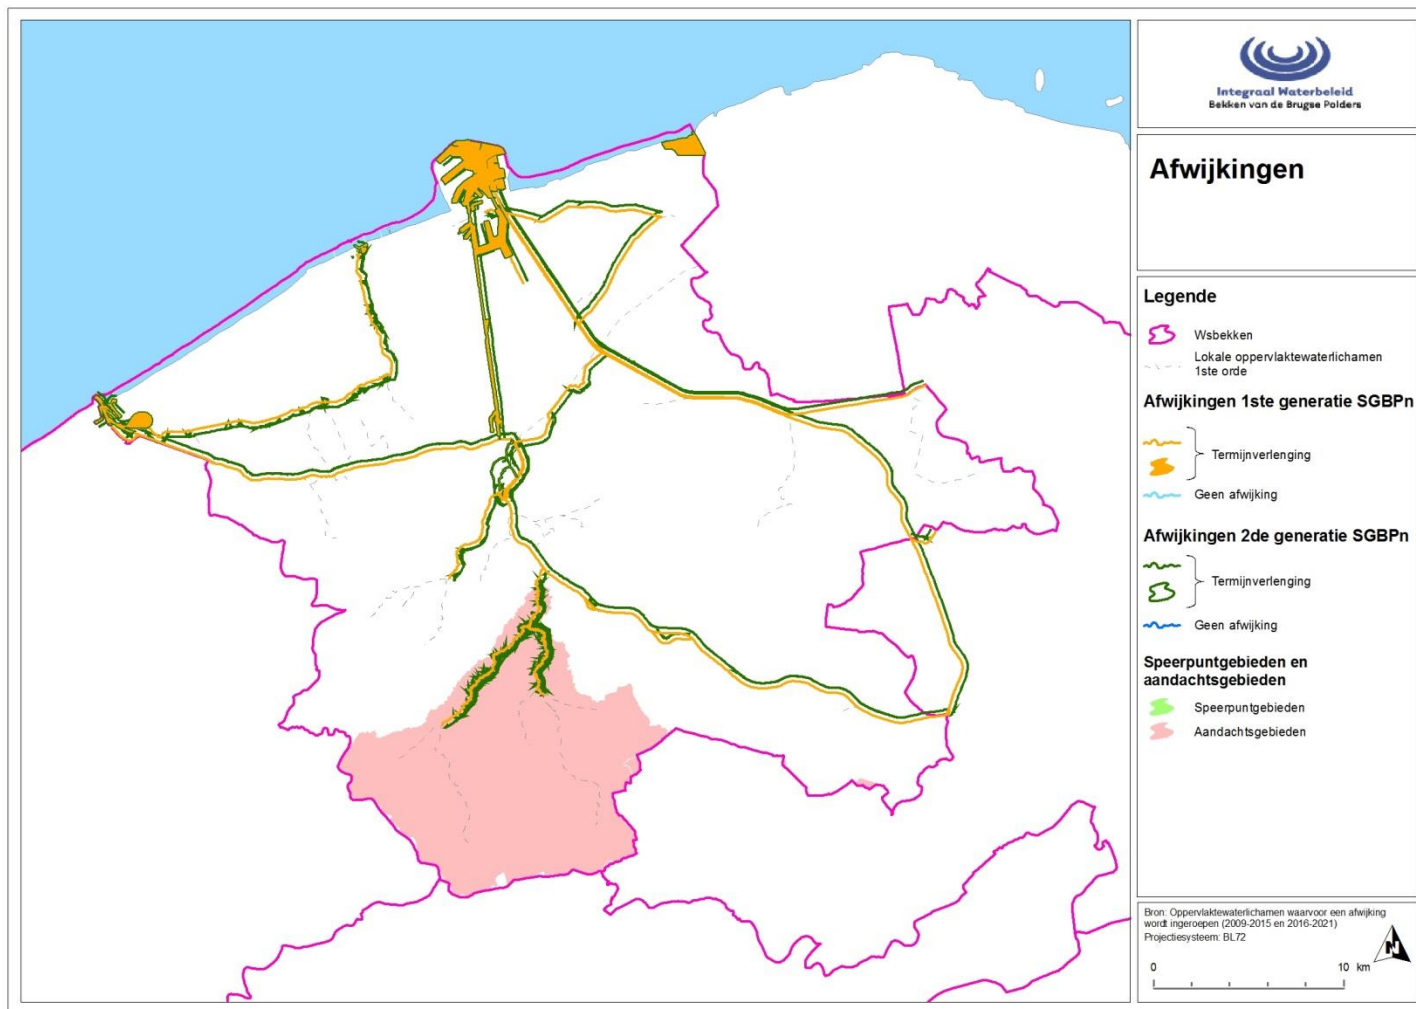 Integraal Waterbeleid
Bekken van de Brugse Polders
Afwijkingen
Legende
Wsbekken
Lokale oppervlaktewaterlichamen
1ste orde
Afwijkingen 1ste generatie SGBPn
Termijnverlenging
Geen afwijking
Afwijkingen 2de generatie SGBPn
Termijnverlenging
Geen afwijking
Speerpuntgebieden en
aandachtsgebieden
Speerpuntgebieden
Aandachtsgebieden
Bron: Oppervlaktewaterlichamen waarvoor een afwijking
wordt ingeroepen (2009-2015 en 2016-2021)
Projectiesysteem: BL72
N
0 10 km